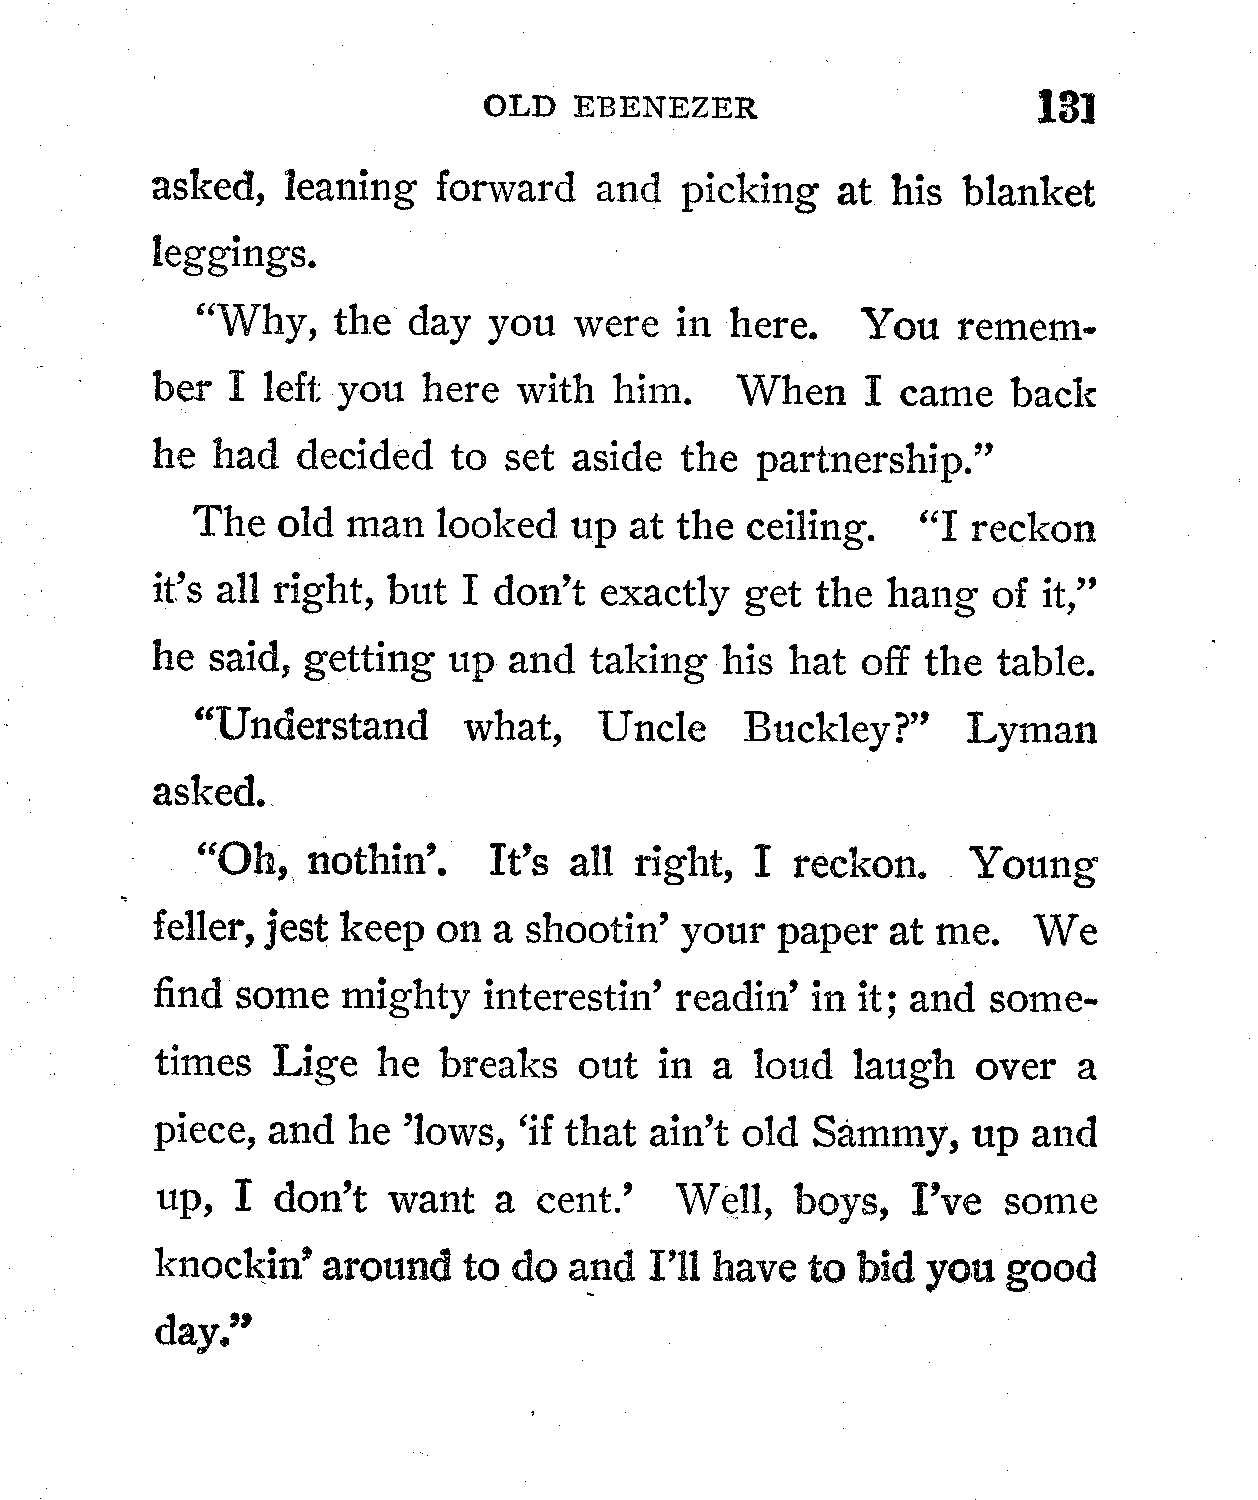 OLD EBENEZER 131
asked, leaning forward and picking at his blanket
leggings.
“Why, the day you were in here. You remem-
ber I left you here with him. When I came back
he had decided to set aside the partnership.”
The old man looked up at the ceiling. “I reckon
it’s all right, but I don’t exactly get the hang of it,”
he said, getting up and taking his hat off the table.
“Understand what, Uncle Buckley?” Lyman
asked.
“Oh, nothin’. It’s all right, I reckon. Young
feller, jest keep on a shootin’ your paper at me. We
find some mighty interestin’ readin’ in it; and some-
times Lige he breaks out in a loud laugh over a
piece, and he ’lows, ‘if that ain’t old Sammy, up and
up, I don’t want a cent.’ Well, boys, I’ve some
knockin’ around to do and I’ll have to bid you good
day.”